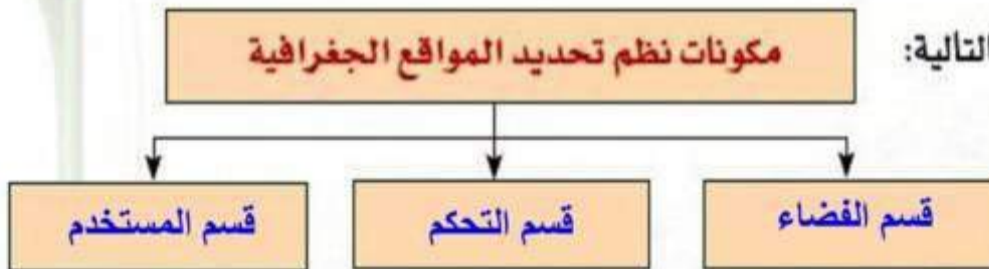 التالية:
مكونات نظم تحديد المواقع الجغرافية
قسم الفضاء
قسم التحكم
قسم المستخدم